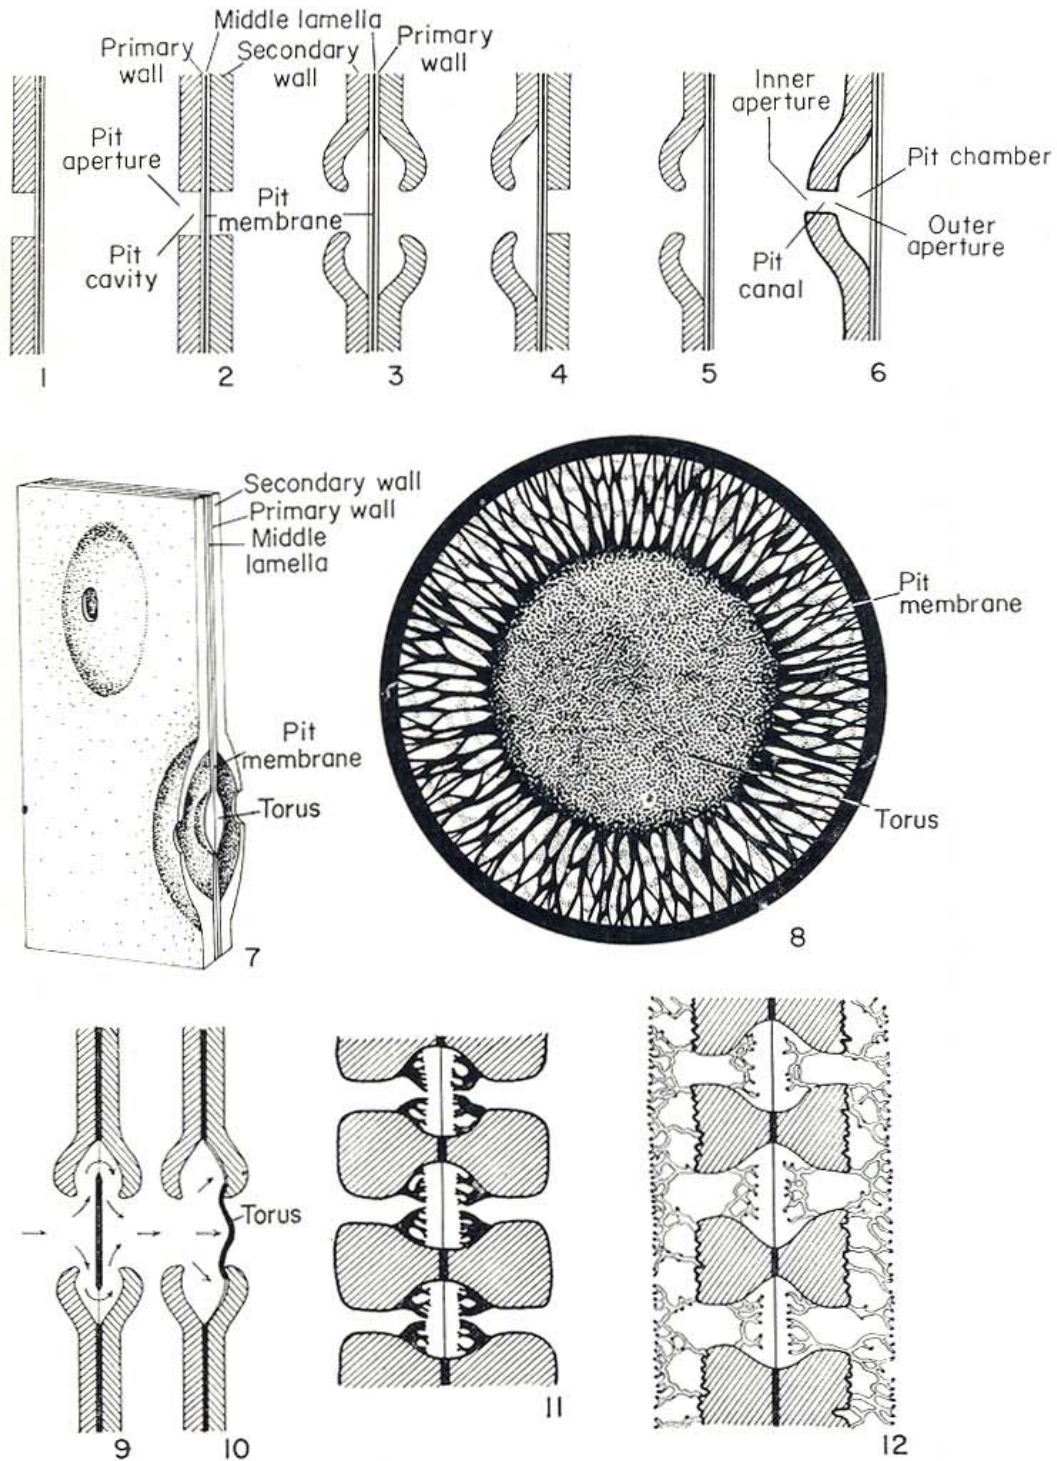 Middle lamella
Primary wall
Secondary wall
Primary wall
Pit aperture
Pit membrane
Pit cavity
Inner aperture
Pit chamber
Outer aperture
Pit canal
1
2
3
4
5
6
Secondary wall
Primary wall
Middle lamella
Pit membrane
Torus
7
Pit membrane
Torus
8
Torus
9
10
11
12